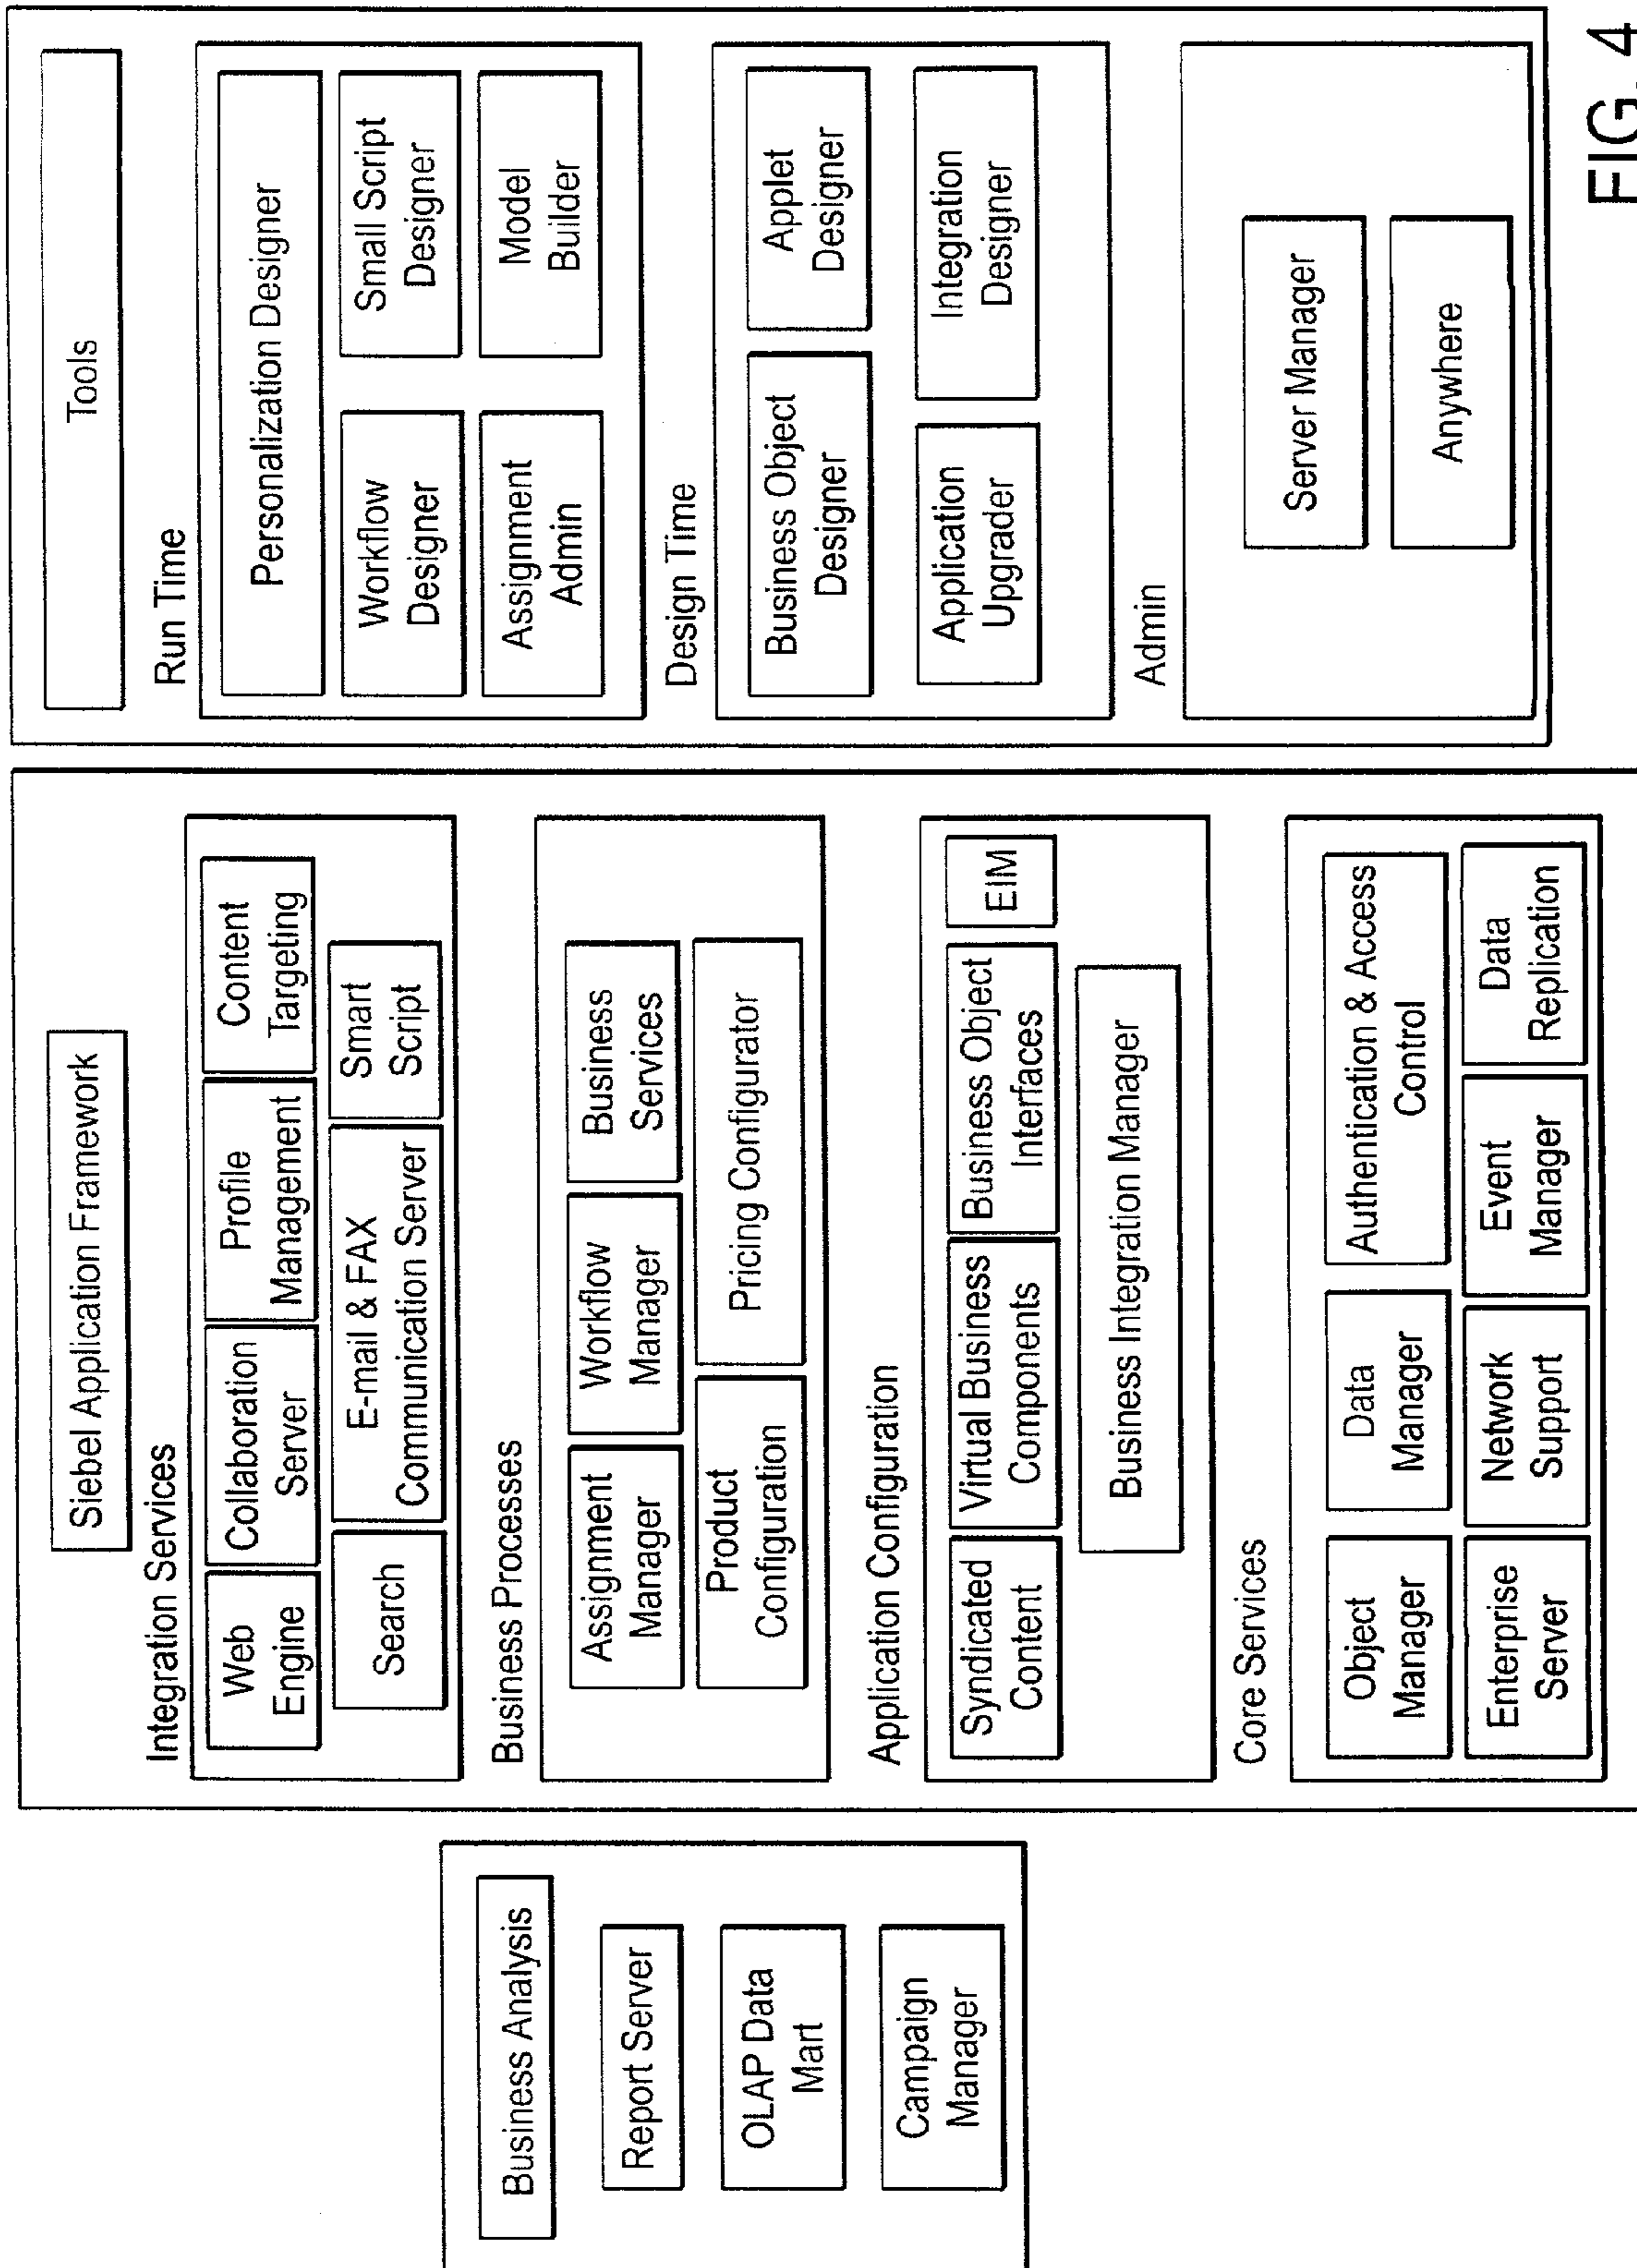 Business Analysis
Report Server
OLAP Data
Mart
Campaign
Manager
Siebel Application Framework
Integration Services
Web
Engine
Collaboration
Server
Profile
Management
Content
Targeting
Search
E-mail & FAX
Communication Server
Smart
Script
Business Processes
Assignment
Manager
Workflow
Manager
Business
Services
Product
Configuration
Pricing Configurator
Application Configuration
Syndicated
Content
Virtual Business
Components
Business Object
Interfaces
EIM
Business Integration Manager
Core Services
Object
Manager
Data
Manager
Authentication & Access
Control
Enterprise
Server
Network
Support
Event
Manager
Data
Replication
Tools
Run Time
Personalization Designer
Workflow
Designer
Small Script
Designer
Assignment
Admin
Model
Builder
Design Time
Business Object
Designer
Applet
Designer
Application
Upgrader
Integration
Designer
Admin
Server Manager
Anywhere
FIG. 4